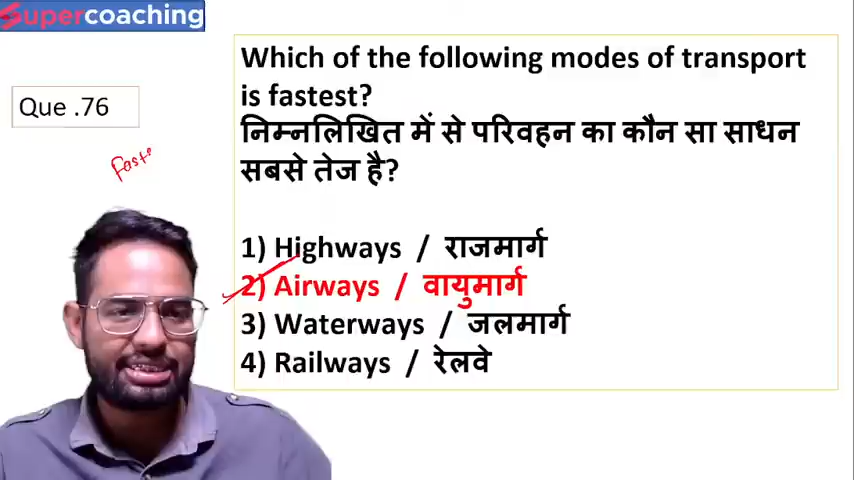 Supercoaching
Que .76
Which of the following modes of transport
is fastest?
निम्नलिखित में से परिवहन का कौन सा साधन
सबसे तेज है?
Faste
1) Highways / राजमार्ग
2) Airways / वायुमार्ग
3) Waterways / जलमार्ग
4) Railways / रेलवे